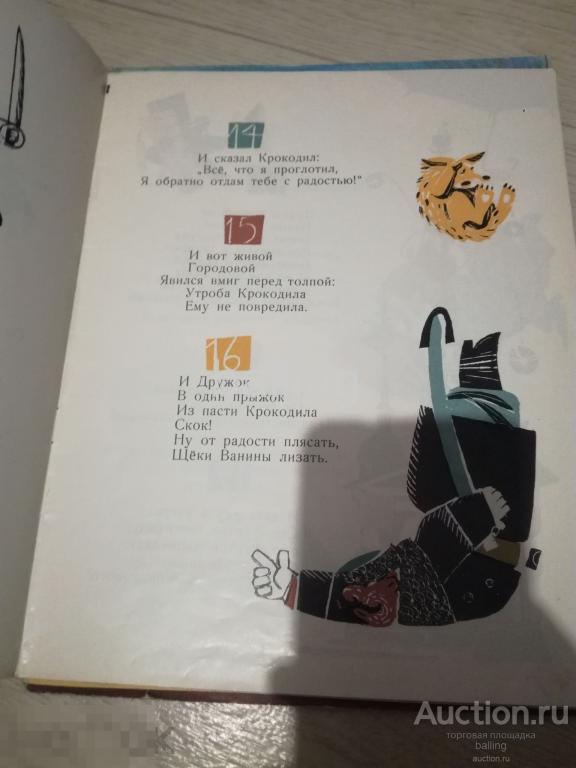 14
И сказал Крокодил:
„Всё, что я проглотил,
Я обратно отдам тебе с радостью!"
15
И вот живой
Городовой
Явился вмиг перед толпой:
Утроба Крокодила
Ему не повредила.
16
И Дружок
В один прыжок
Из пасти Крокодила
Скок!
Ну от радости плясать,
Щёки Ванины лизать.
Auction.ru
торговая площадка
balling
auction.ru